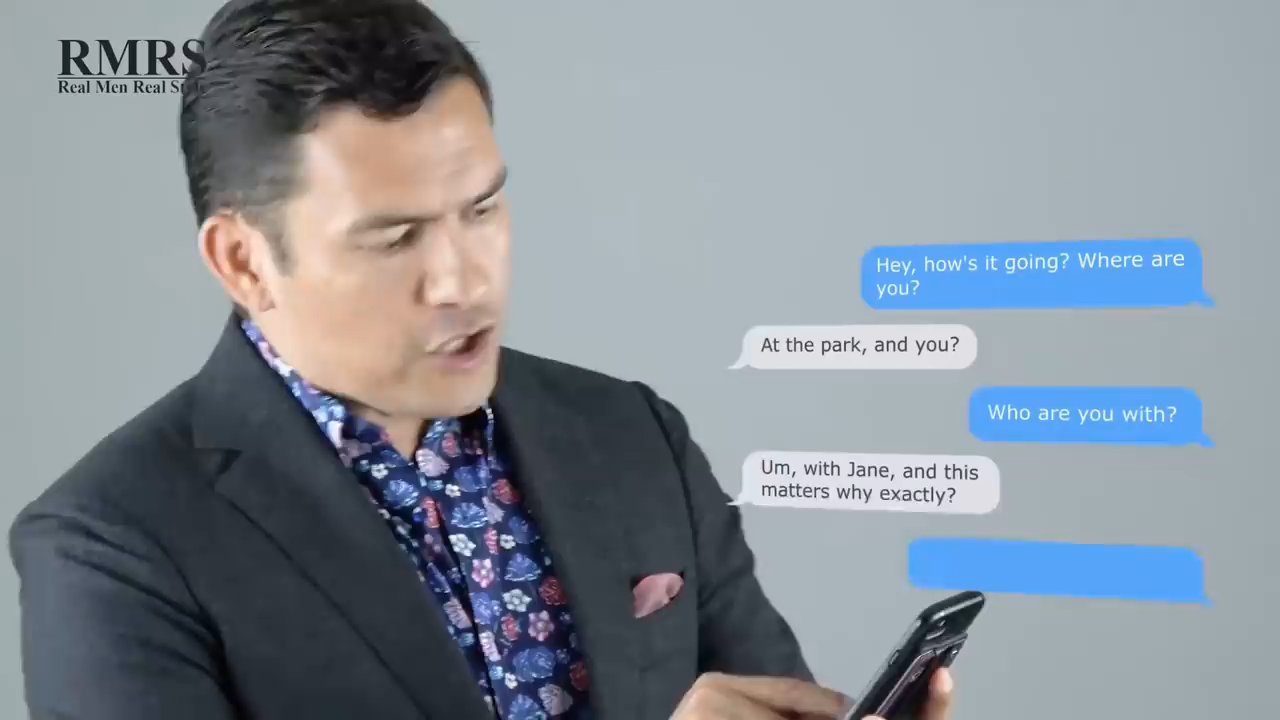 RMRS
Real Men Real
Hey, how's it going? Where are
you?
At the park, and you?
Who are you with?
Um, with Jane, and this
matters why exactly?